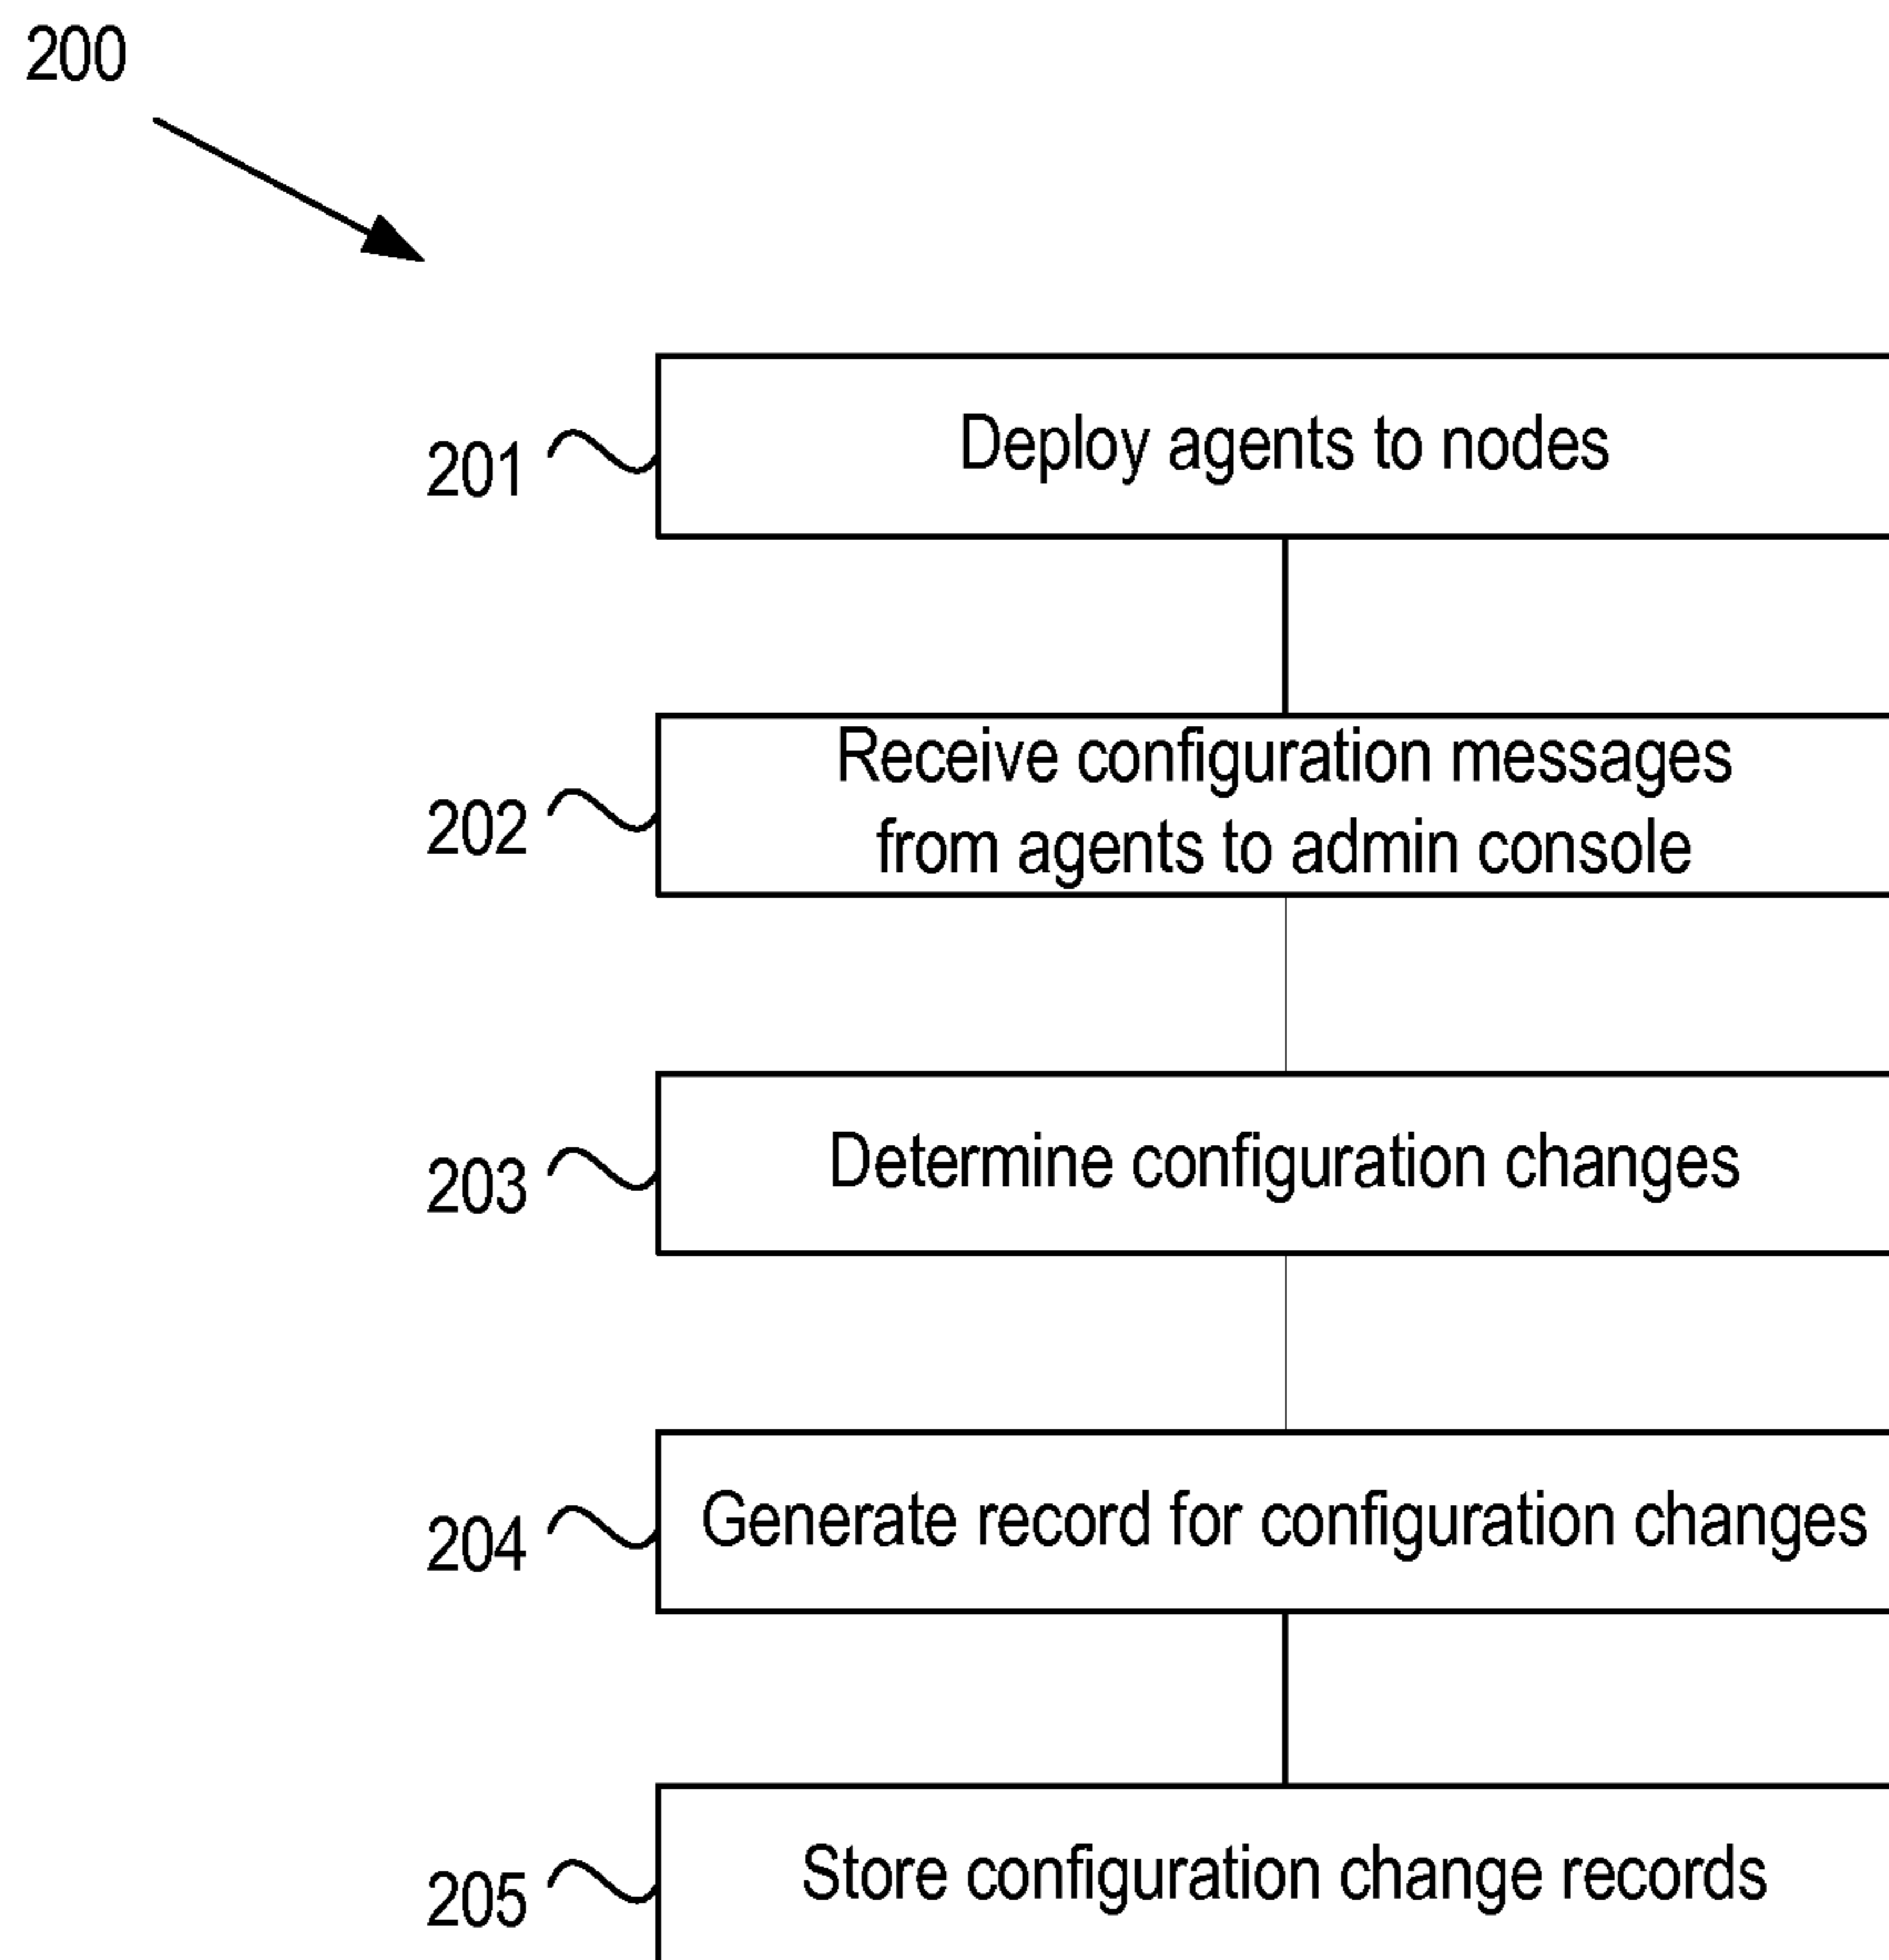 200
201
Deploy agents to nodes
202
Receive configuration messages
from agents to admin console
203
Determine configuration changes
204
Generate record for configuration changes
205
Store configuration change records